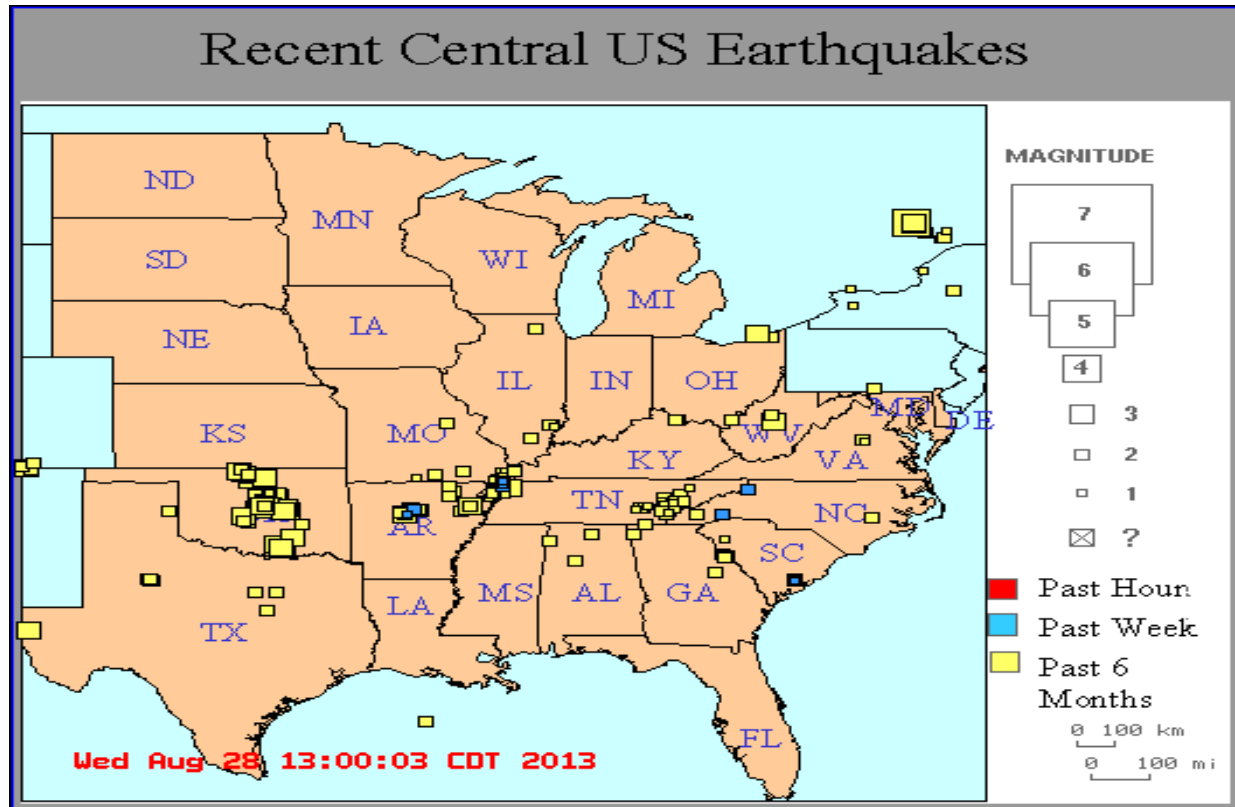 Recent Central US Earthquakes
MAGNITUDE
7
6
5
4
3
2
1
?
Past Houn
Past Week
Past 6
Months
0 100 km
0 100 mi
ND
MN
SD
WI
MI
NE
IA
IL
IN
OH
MD
DE
KS
MO
WV
VA
KY
TN
NC
AR
SC
MS
AL
GA
LA
TX
FL
Wed Aug 28 13:00:03 CDT 2013